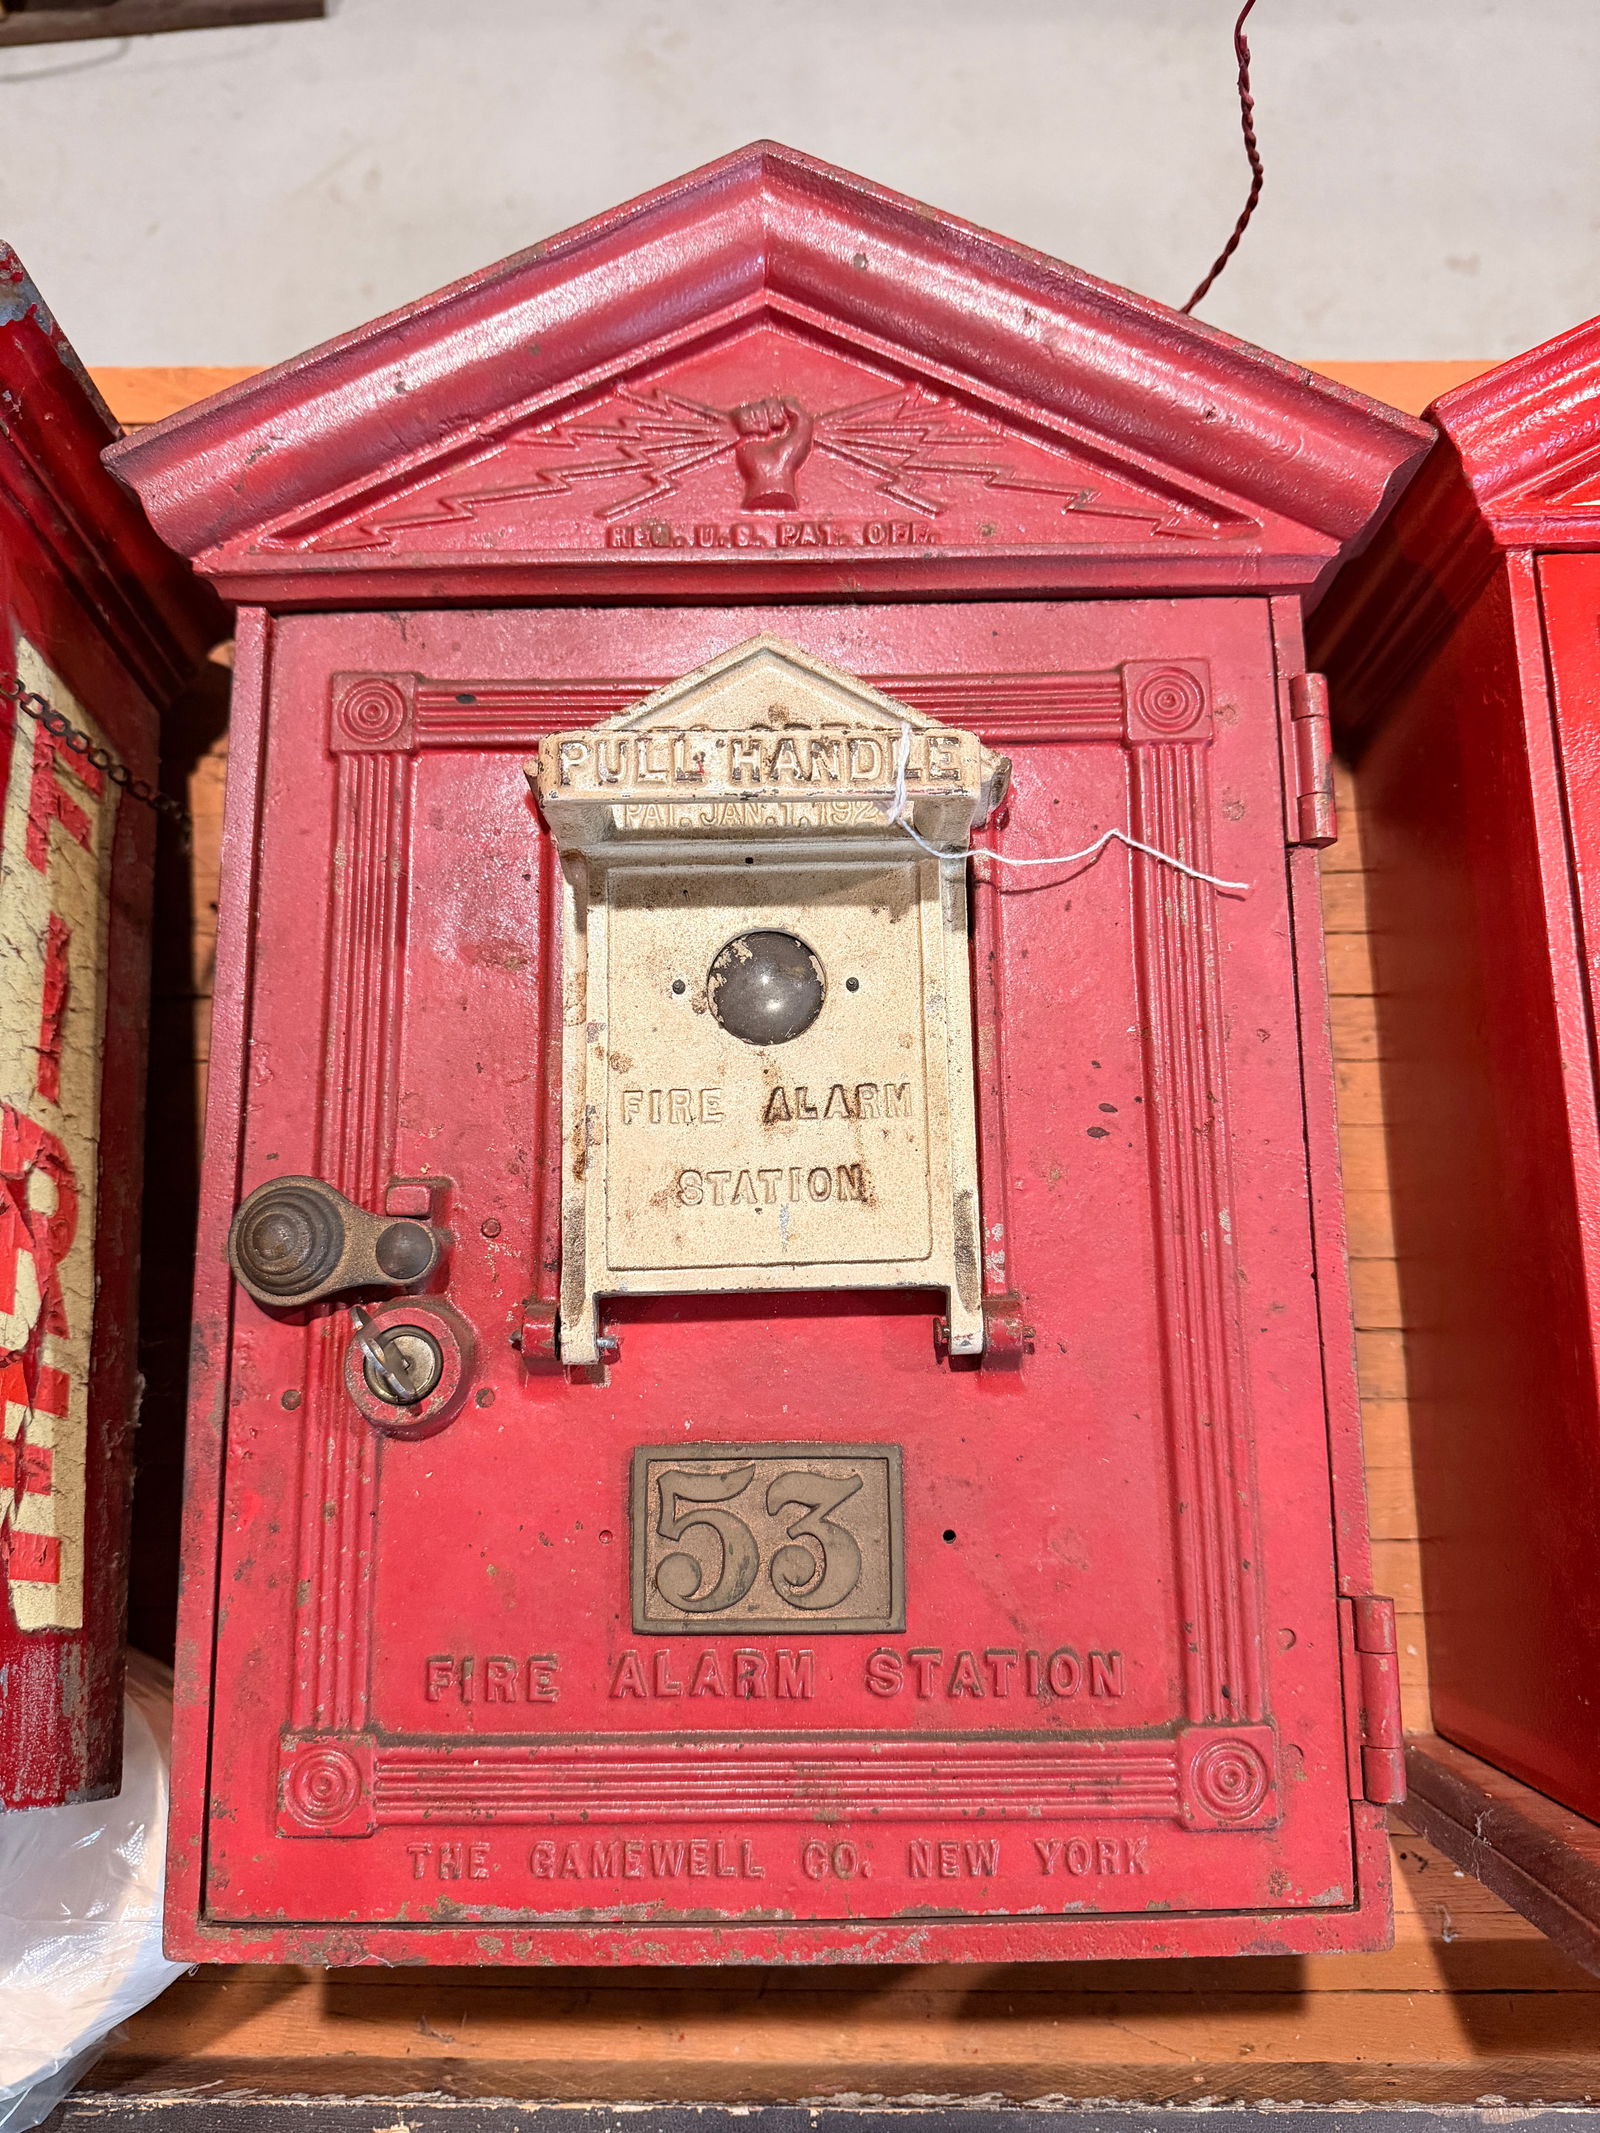 REG. U.S. PAT. OFF.
PULL HANDLE
PAT. JAN. 1. 192
FIRE ALARM
STATION
53
FIRE ALARM STATION
THE GAMEWELL CO. NEW YORK